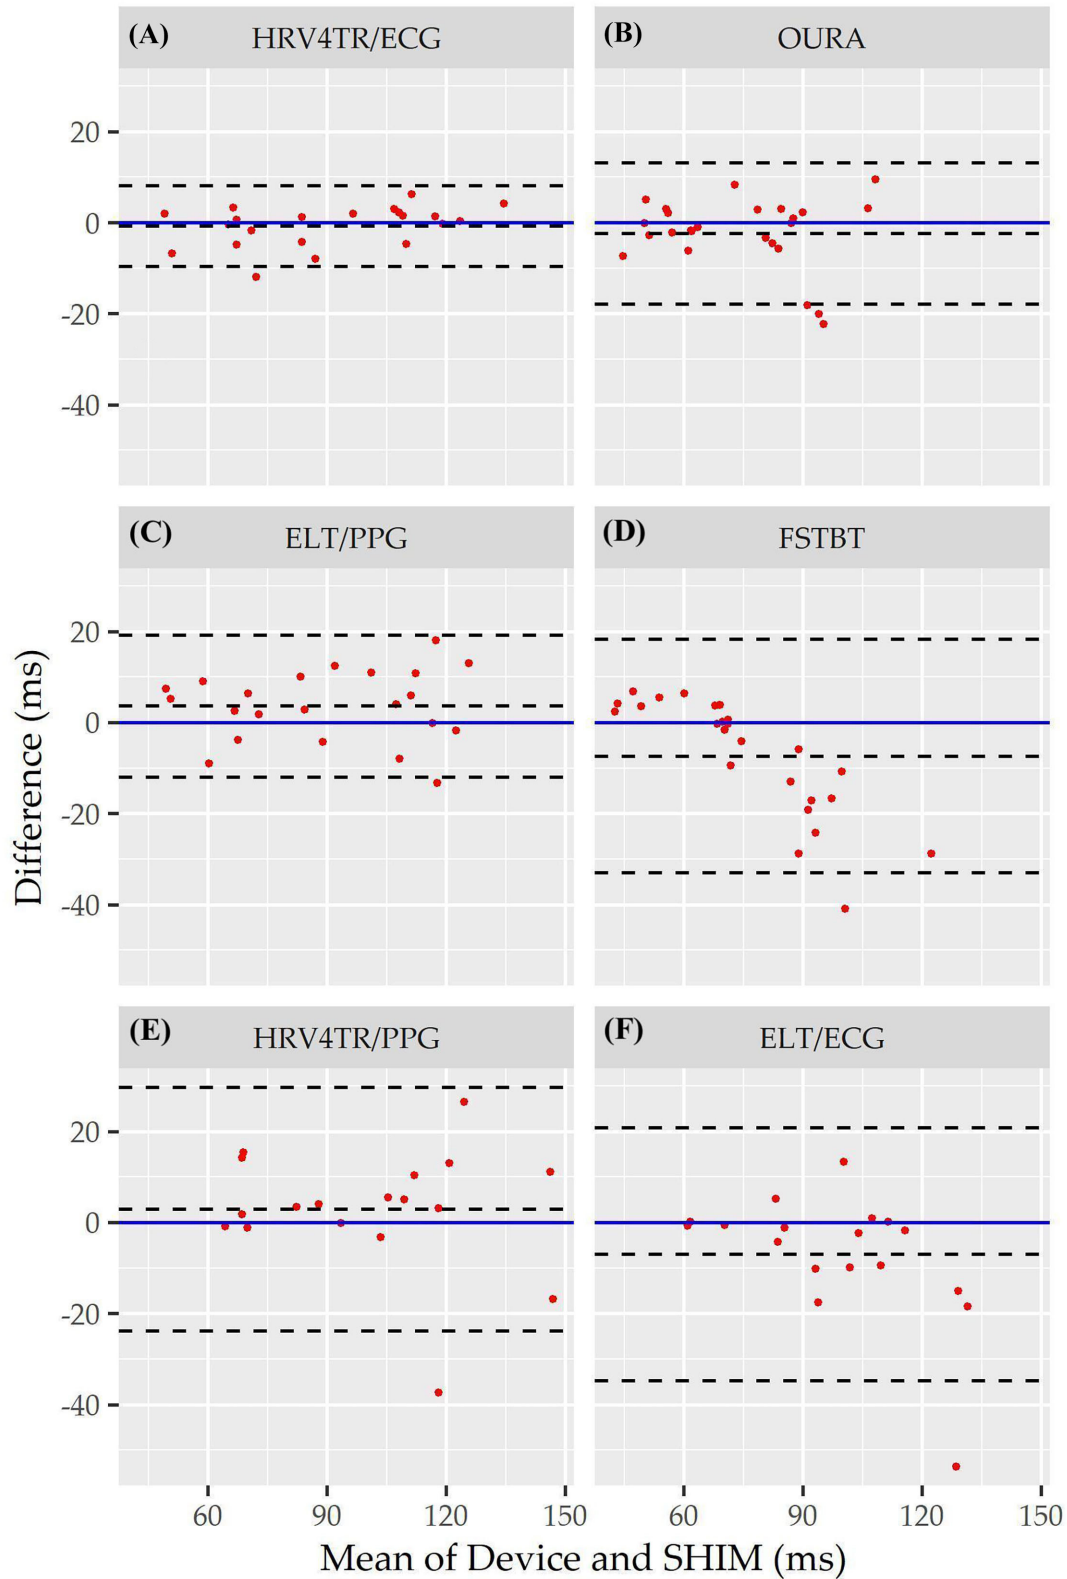 (A) HRV4TR/ECG
(B) OURA
20
0
-20
-40
(C) ELT/PPG
(D) FSTBT
20
0
-20
-40
(E) HRV4TR/PPG
(F) ELT/ECG
20
0
-20
-40
60 90 120 150
60 90 120 150
Difference (ms)
Mean of Device and SHIM (ms)